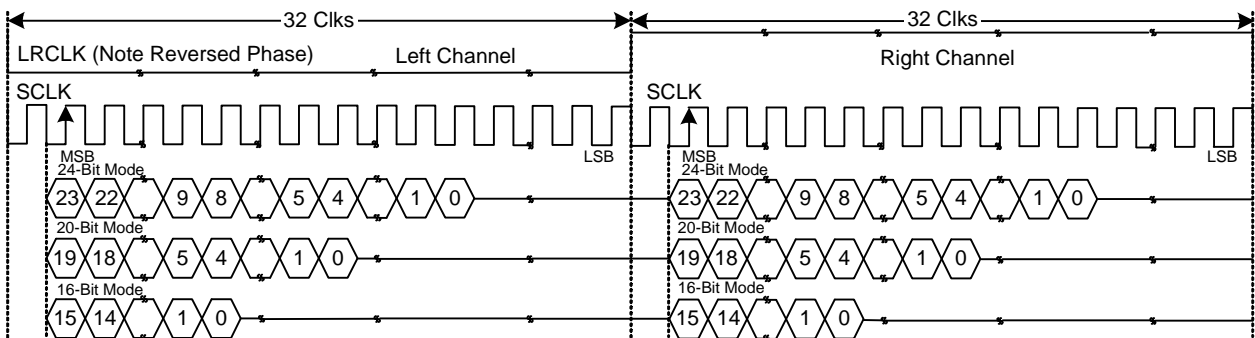 32 Clks 32 Clks
LRCLK (Note Reversed Phase) Left Channel Right Channel
SCLK SCLK
MSB LSB MSB LSB
24-Bit Mode 24-Bit Mode
23 22 9 8 5 4 1 0 23 22 9 8 5 4 1 0
20-Bit Mode 20-Bit Mode
19 18 5 4 1 0 19 18 5 4 1 0
16-Bit Mode 16-Bit Mode
15 14 1 0 15 14 1 0